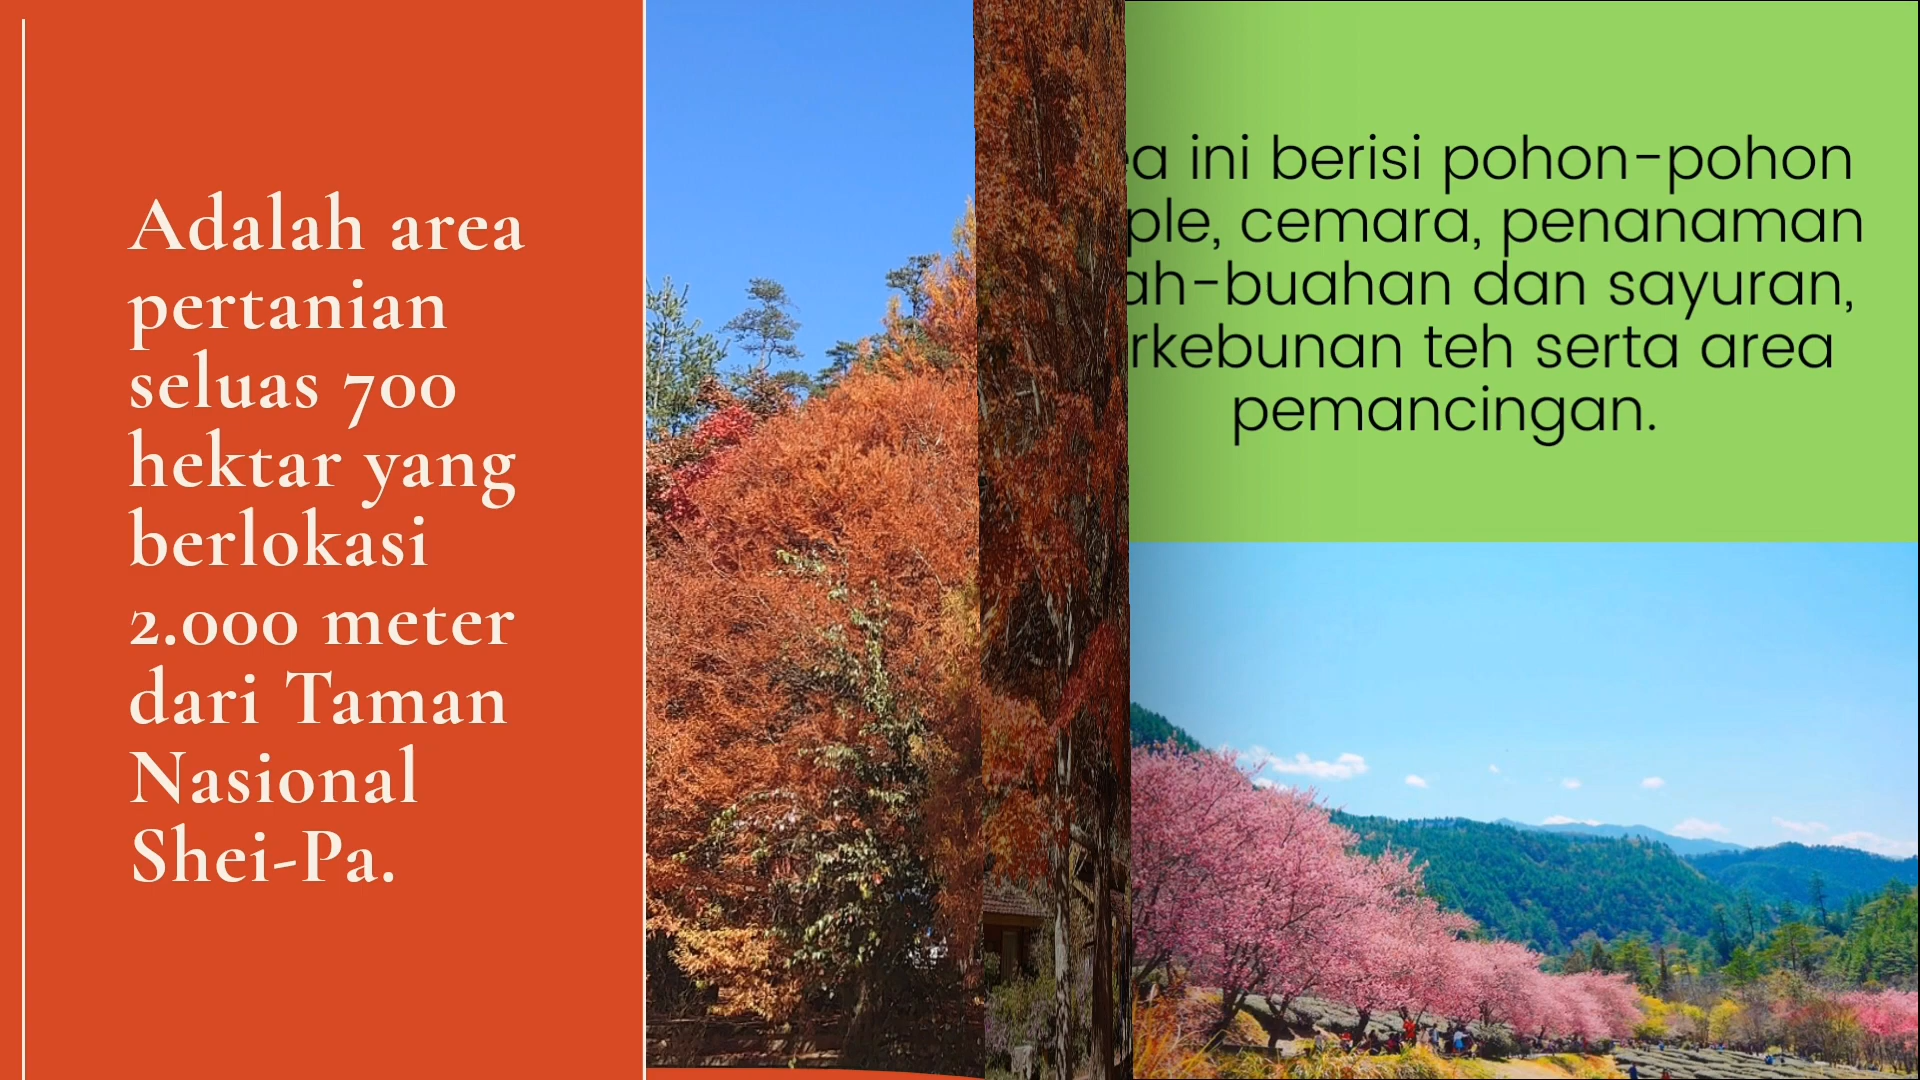 Adalah area
pertanian
seluas 700
hektar yang
berlokasi
2.000 meter
dari Taman
Nasional
Shei-Pa.
ini berisi pohon-pohon
cemara, penanaman
dan sayuran,
teh serta area
pemancingan.